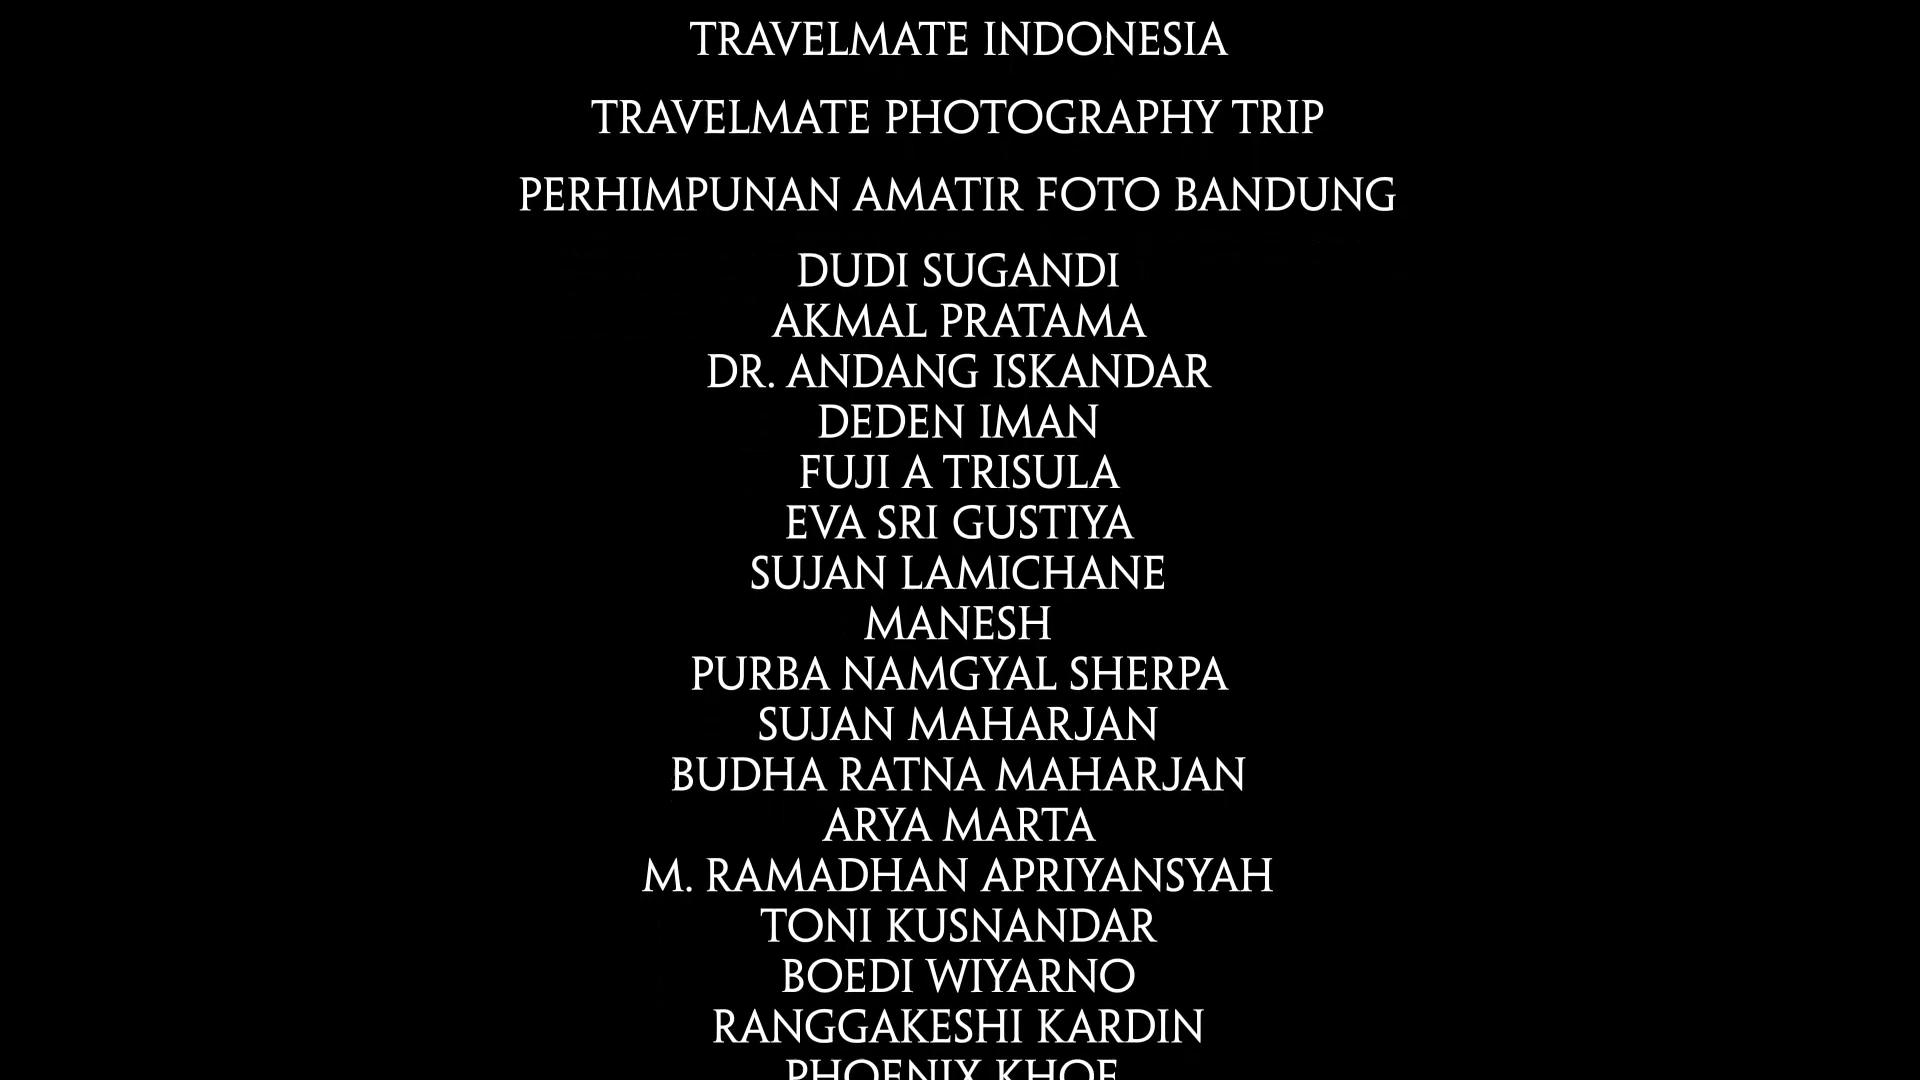 TRAVELMATE INDONESIA
TRAVELMATE PHOTOGRAPHY TRIP
PERHIMPUNAN AMATIR FOTO BANDUNG
DUDI SUGANDI
AKMAL PRATAMA
DR. ANDANG ISKANDAR
DEDEN IMAN
FUJI A TRISULA
EVA SRI GUSTIYA
SUJAN LAMICHANE
MANESH
PURBA NAMGYAL SHERPA
SUJAN MAHARJAN
BUDHA RATNA MAHARJAN
ARYA MARTA
M. RAMADHAN APRIYANSYAH
TONI KUSNANDAR
BOEDI WIYARNO
RANGGAKESHI KARDIN
PHOENIX KHOE